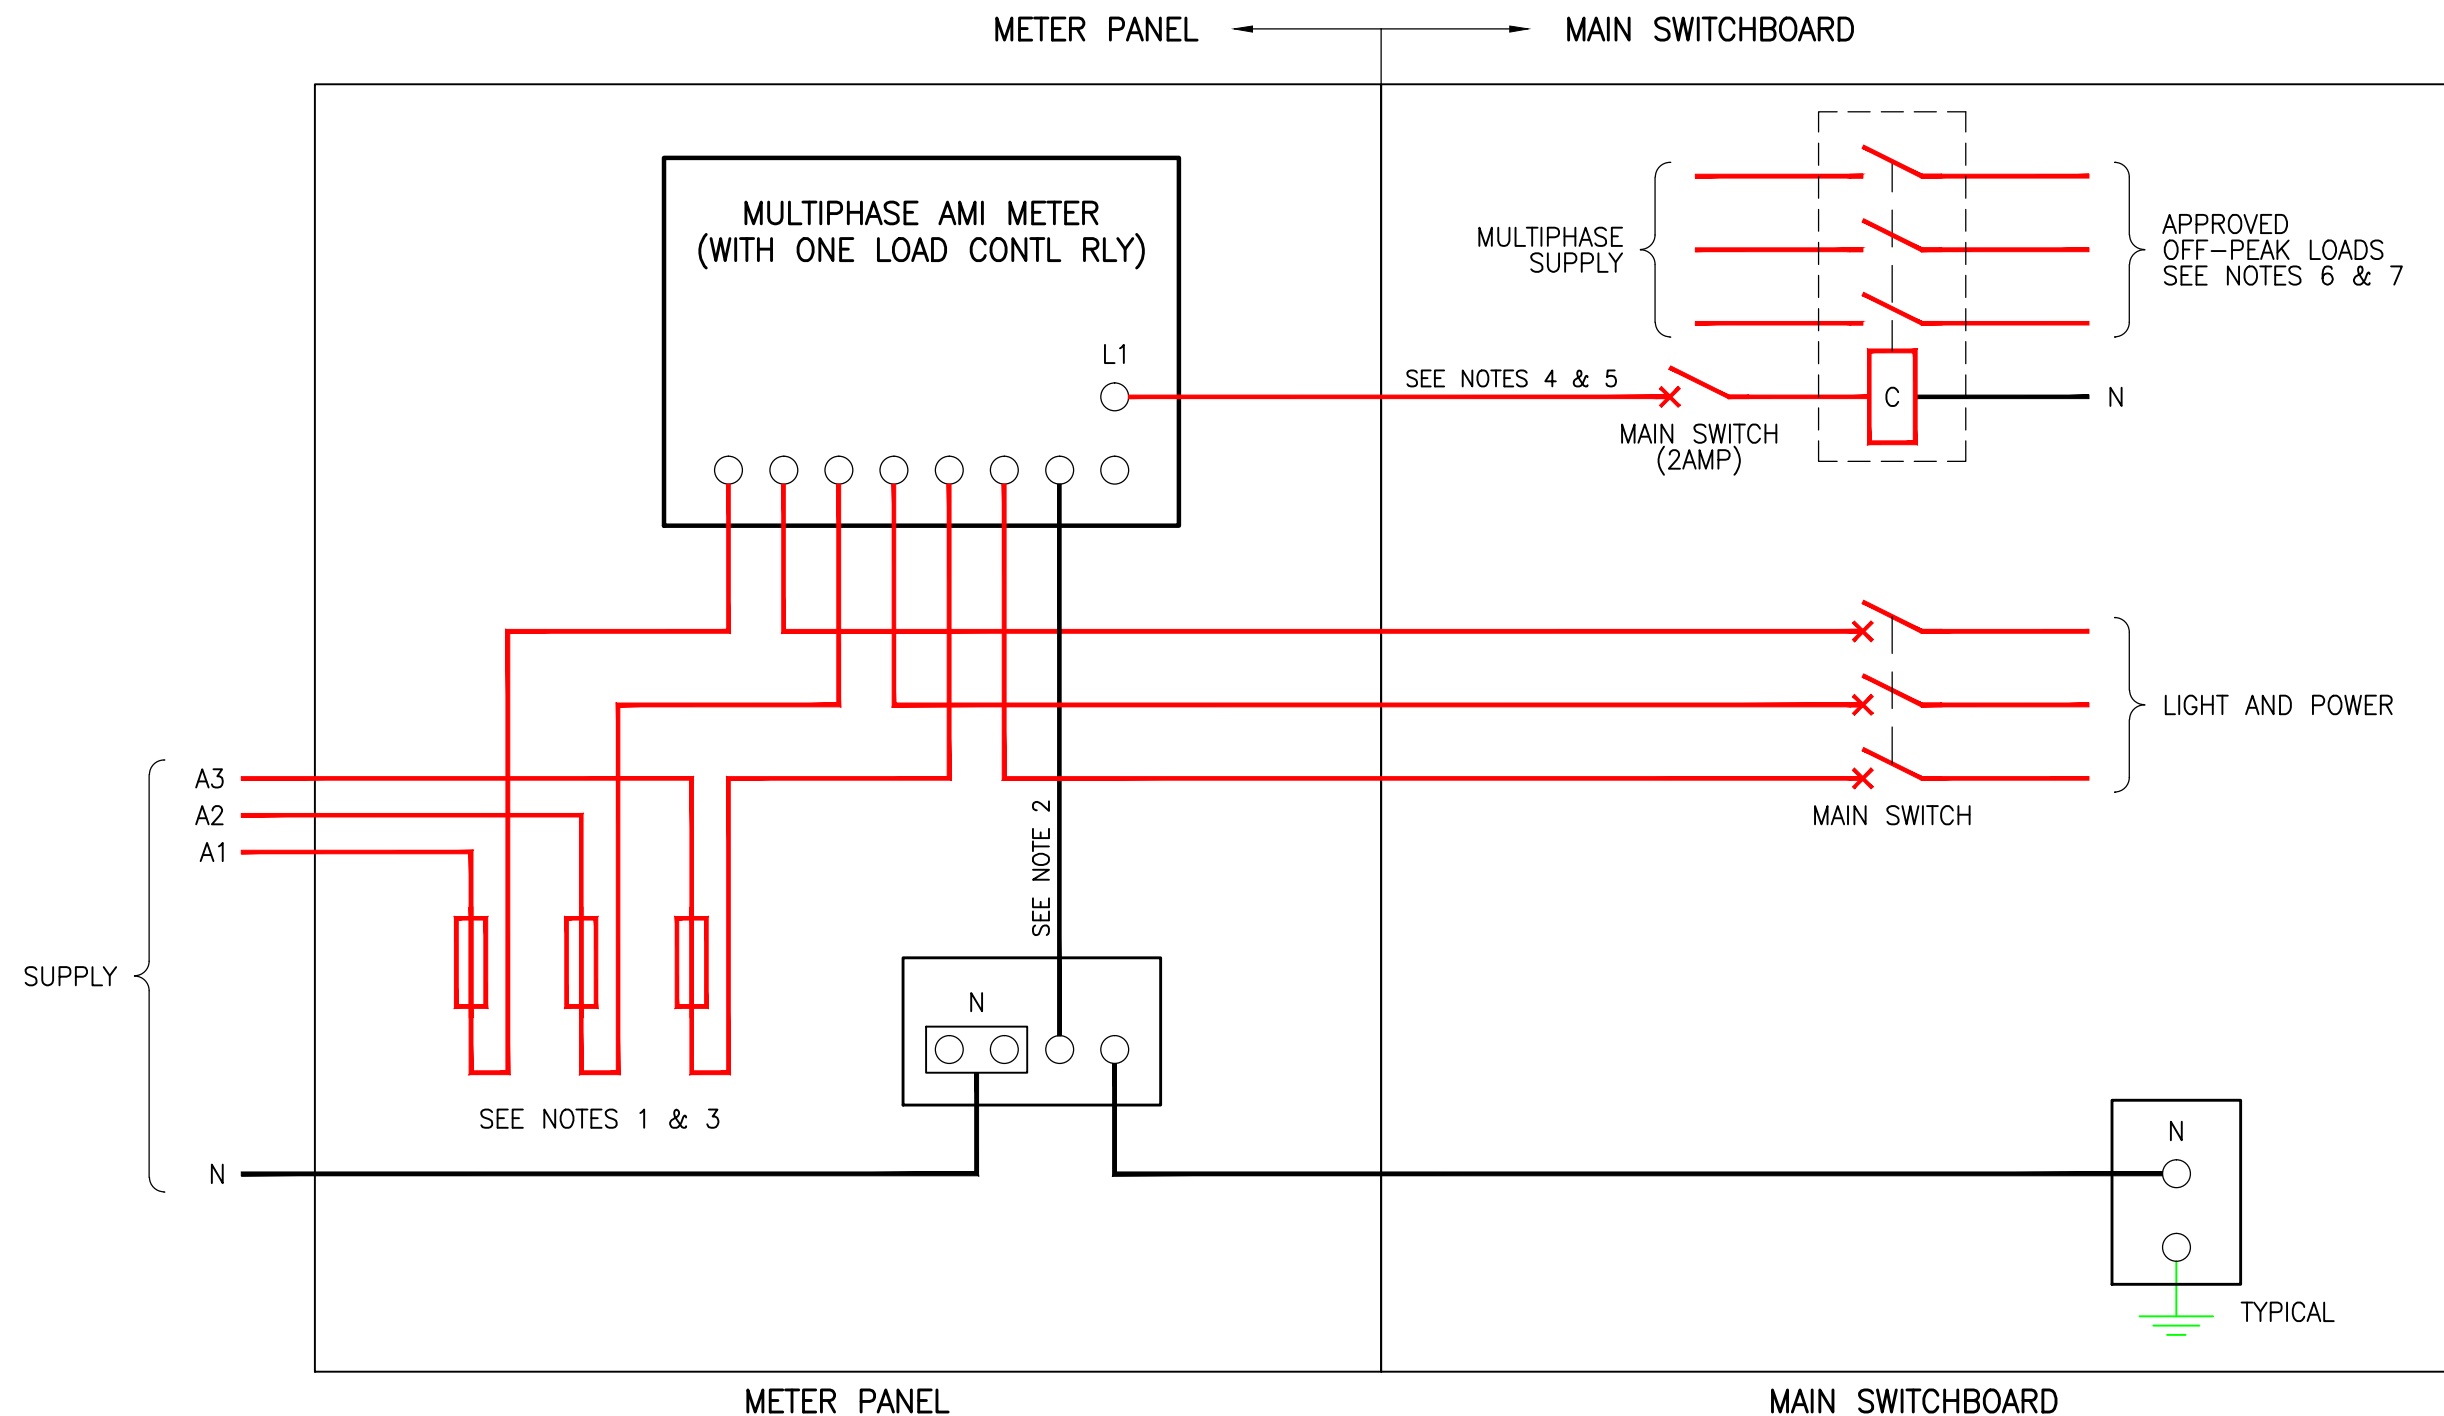 METER PANEL
MAIN SWITCHBOARD
MULTIPHASE AMI METER
(WITH ONE LOAD CONTL RLY)
L1
MULTIPHASE
SUPPLY
APPROVED
OFF-PEAK LOADS
SEE NOTES 6 & 7
SEE NOTES 4 & 5
MAIN SWITCH
(2AMP)
C
N
LIGHT AND POWER
MAIN SWITCH
A3
A2
A1
SUPPLY
N
SEE NOTES 1 & 3
SEE NOTE 2
N
N
TYPICAL
METER PANEL
MAIN SWITCHBOARD